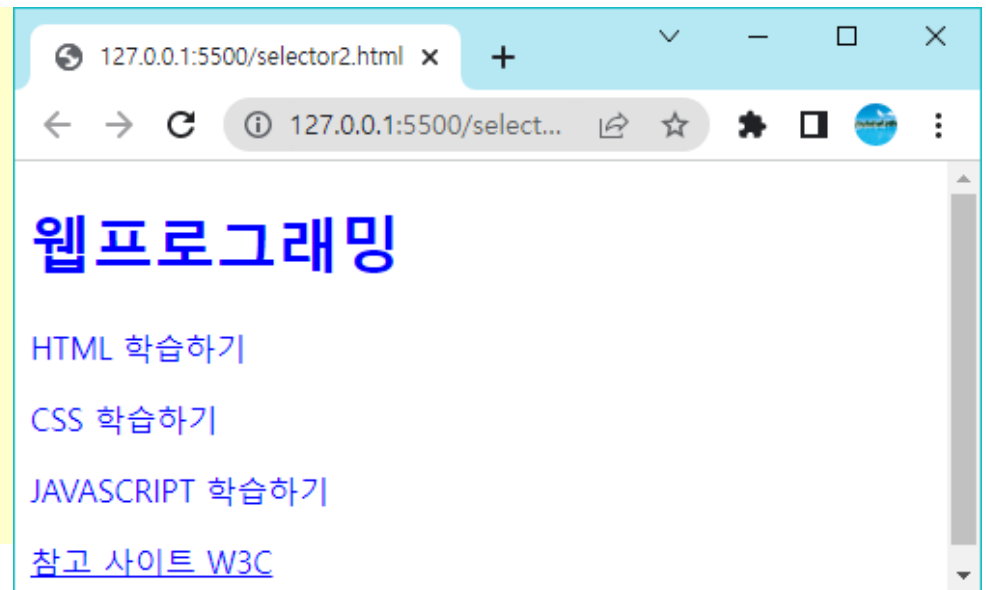 127.0.0.1:5500/selector2.html
127.0.0.1:5500/select...
웹프로그래밍
HTML 학습하기
CSS 학습하기
JAVASCRIPT 학습하기
참고 사이트 W3C